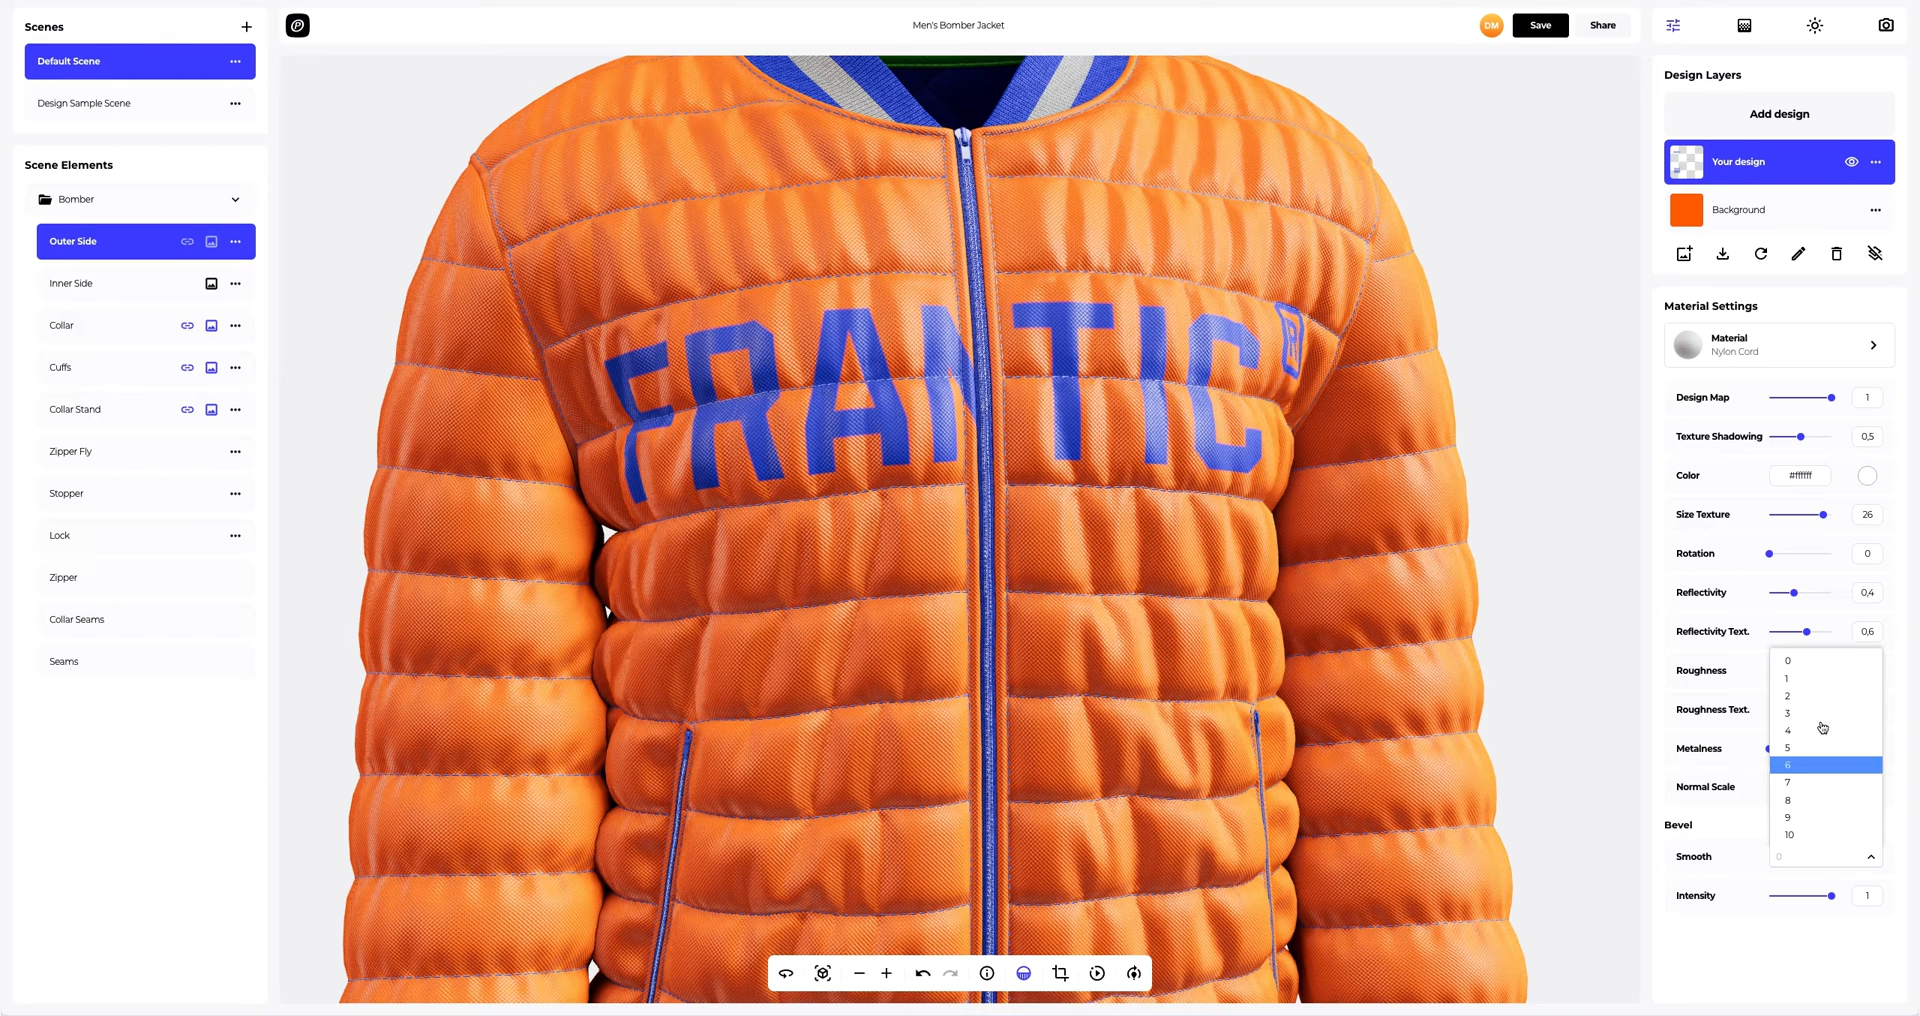 Scenes
Men's Bomber Jacket
DM
Save
Share
Default Scene
Design Sample Scene
Scene Elements
Bomber
Outer Side
Inner Side
Collar
Cuffs
Collar Stand
Zipper Fly
Stopper
Lock
Zipper
Collar Seams
Seams
FRANTIC
Design Layers
Add design
Your design
Background
Material Settings
Material
Nylon Cord
Design Map 1
Texture Shadowing 0,5
Color #ffffff
Size Texture 26
Rotation 0
Reflectivity 0,4
Reflectivity Text. 0,6
Roughness
Roughness Text.
Metalness
Normal Scale
0
1
2
3
4
5
6
7
8
9
10
Bevel
Smooth 0
Intensity 1